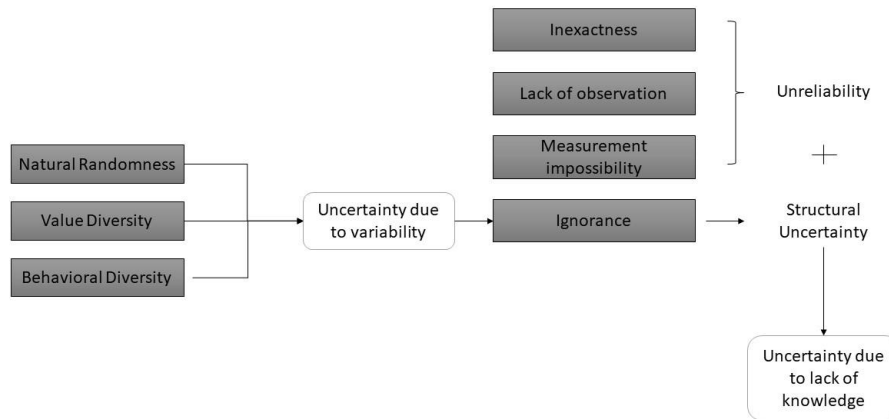 Inexactness
Lack of observation
Unreliability
Measurement
impossibility
+
Natural Randomness
Value Diversity
Uncertainty due
to variability
Ignorance
Structural
Uncertainty
Behavioral Diversity
Uncertainty due
to lack of
knowledge